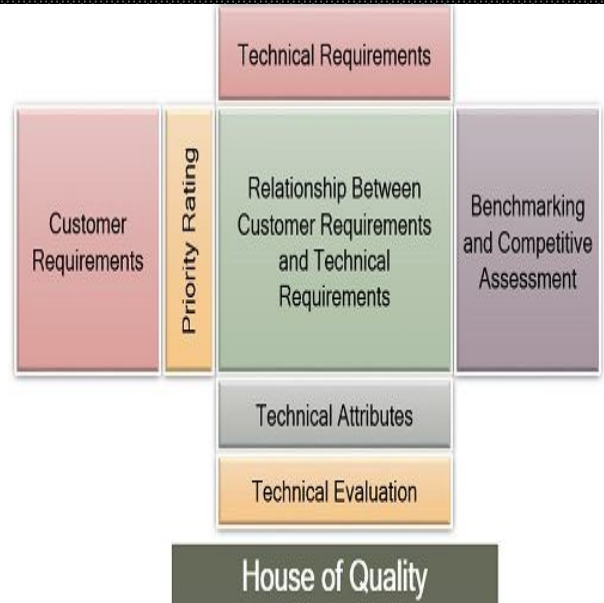 Technical Requirements
Customer
Requirements
Priority Rating
Relationship Between
Customer Requirements
and Technical
Requirements
Benchmarking
and Competitive
Assessment
Technical Attributes
Technical Evaluation
House of Quality